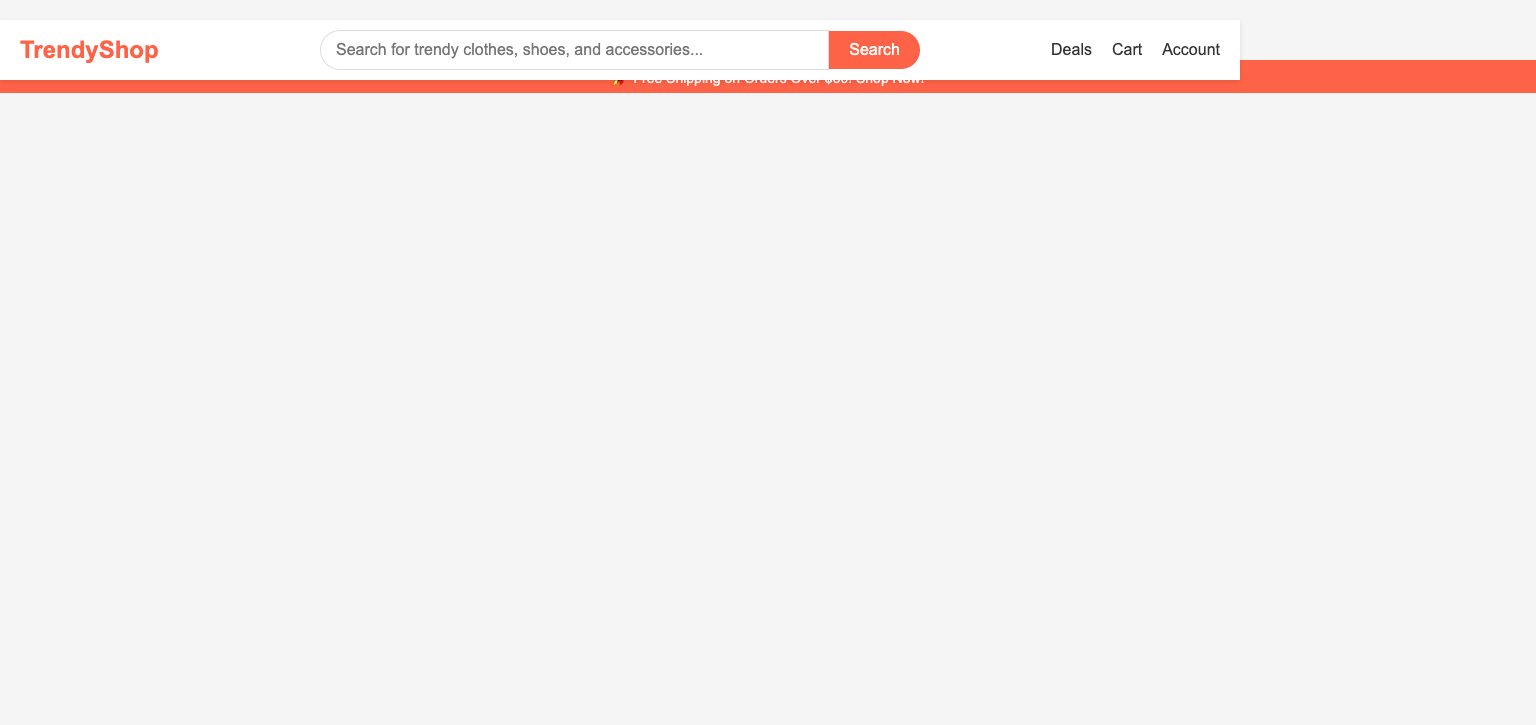 TrendyShop
Search for trendy clothes, shoes, and accessories...
Search
Deals
Cart
Account
Free Shipping on Orders Over Shop Now!